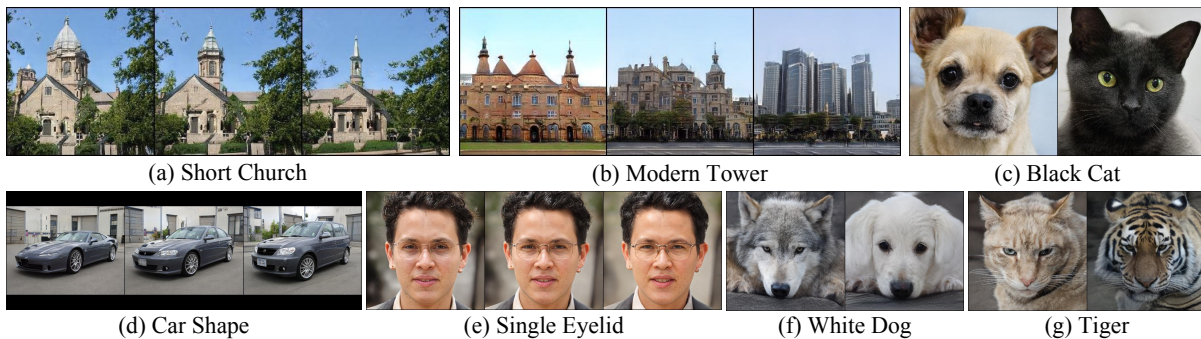 (a) Short Church
(b) Modern Tower
(c) Black Cat
(d) Car Shape
(e) Single Eyelid
(f) White Dog
(g) Tiger